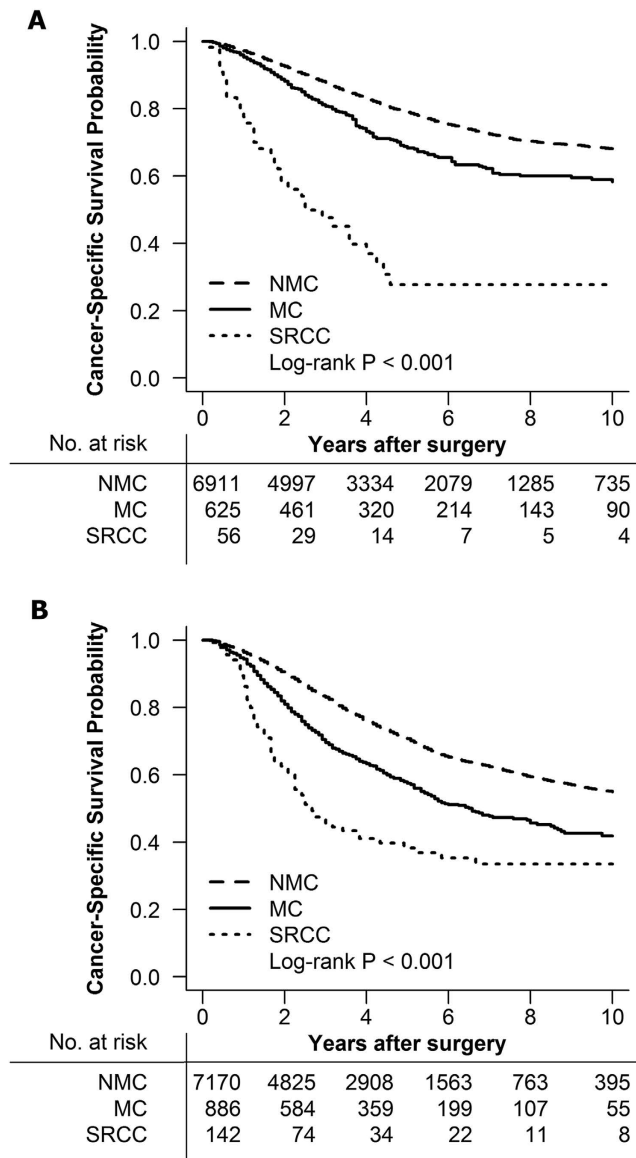 A
Cancer-Specific Survival Probability
1.0
0.8
0.6
0.4
0.2
0.0
NMC
MC
SRCC
Log-rank P < 0.001
0 2 4 6 8 10
No. at risk Years after surgery
NMC 6911 4997 3334 2079 1285 735
MC 625 461 320 214 143 90
SRCC 56 29 14 7 5 4
B
Cancer-Specific Survival Probability
1.0
0.8
0.6
0.4
0.2
0.0
NMC
MC
SRCC
Log-rank P < 0.001
0 2 4 6 8 10
No. at risk Years after surgery
NMC 7170 4825 2908 1563 763 395
MC 886 584 359 199 107 55
SRCC 142 74 34 22 11 8